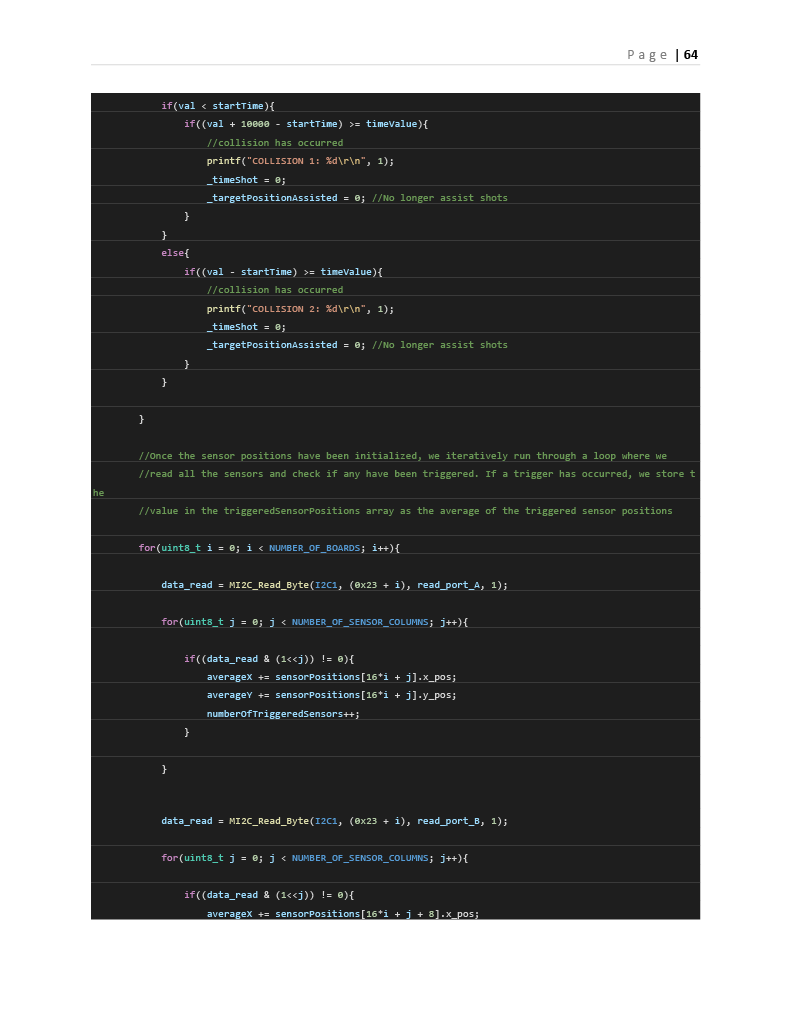 Page | 64
if(val < startTime){
if((val + 10000 - startTime) >= timeValue){
//collision has occurred
printf("COLLISION 1: %d\r\n", 1);
_timeShot = 0;
_targetPositionAssisted = 0; //No longer assist shots
}
}
else{
if((val - startTime) >= timeValue){
//collision has occurred
printf("COLLISION 2: %d\r\n", 1);
_timeShot = 0;
_targetPositionAssisted = 0; //No longer assist shots
}
}
}
//Once the sensor positions have been initialized, we iteratively run through a loop where we
//read all the sensors and check if any have been triggered. If a trigger has occurred, we store t
he
//value in the triggeredSensorPositions array as the average of the triggered sensor positions
for(uint8_t i = 0; i < NUMBER_OF_BOARDS; i++){
data_read = MI2C_Read_Byte(I2C1, (0x23 + i), read_port_A, 1);
for(uint8_t j = 0; j < NUMBER_OF_SENSOR_COLUMNS; j++){
if((data_read & (1<<j)) != 0){
averageX += sensorPositions[16*i + j].x_pos;
averageY += sensorPositions[16*i + j].y_pos;
numberOfTriggeredSensors++;
}
}
data_read = MI2C_Read_Byte(I2C1, (0x23 + i), read_port_B, 1);
for(uint8_t j = 0; j < NUMBER_OF_SENSOR_COLUMNS; j++){
if((data_read & (1<<j)) != 0){
averageX += sensorPositions[16*i + j + 8].x_pos;